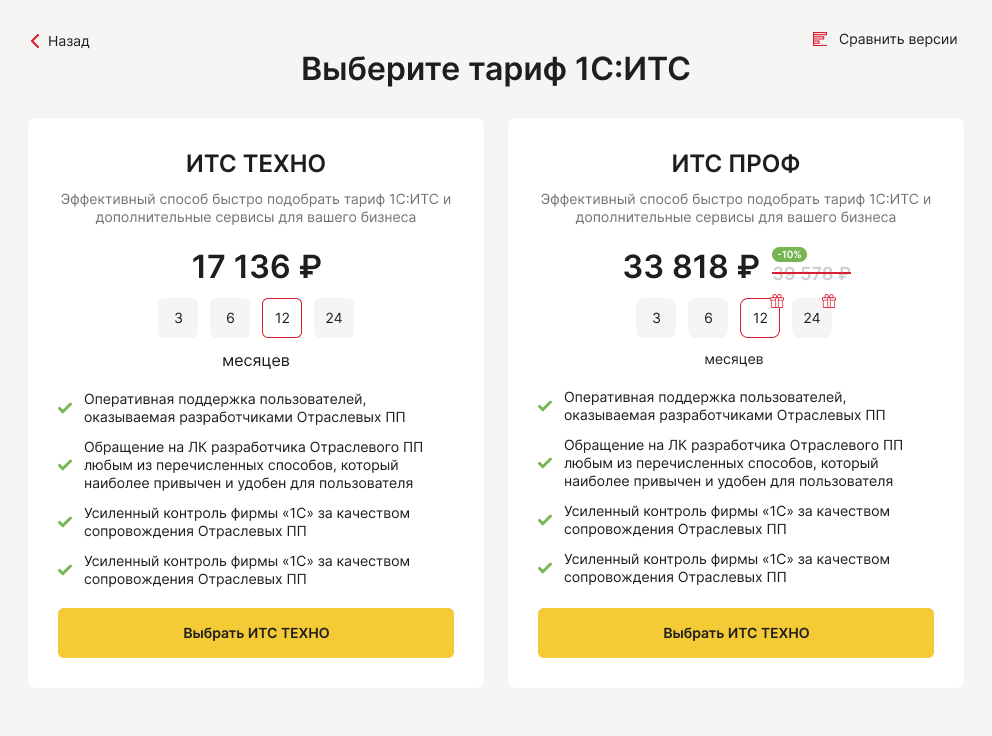 Назад
Сравнить версии
Выберите тариф 1С:ИТС
ИТС ТЕХНО
Эффективный способ быстро подобрать тариф 1С:ИТС и
дополнительные сервисы для вашего бизнеса
17 136 ₽
3 6 12 24
месяцев
Оперативная поддержка пользователей,
оказываемая разработчиками Отраслевых ПП
Обращение на ЛК разработчика Отраслевого ПП
любым из перечисленных способов, который
наиболее привычен и удобен для пользователя
Усиленный контроль фирмы «1С» за качеством
сопровождения Отраслевых ПП
Усиленный контроль фирмы «1С» за качеством
сопровождения Отраслевых ПП
Выбрать ИТС ТЕХНО
ИТС ПРОФ
Эффективный способ быстро подобрать тариф 1С:ИТС и
дополнительные сервисы для вашего бизнеса
33 818 ₽
-10%
39 578 ₽
3 6 12 24
месяцев
Оперативная поддержка пользователей,
оказываемая разработчиками Отраслевых ПП
Обращение на ЛК разработчика Отраслевого ПП
любым из перечисленных способов, который
наиболее привычен и удобен для пользователя
Усиленный контроль фирмы «1С» за качеством
сопровождения Отраслевых ПП
Усиленный контроль фирмы «1С» за качеством
сопровождения Отраслевых ПП
Выбрать ИТС ТЕХНО